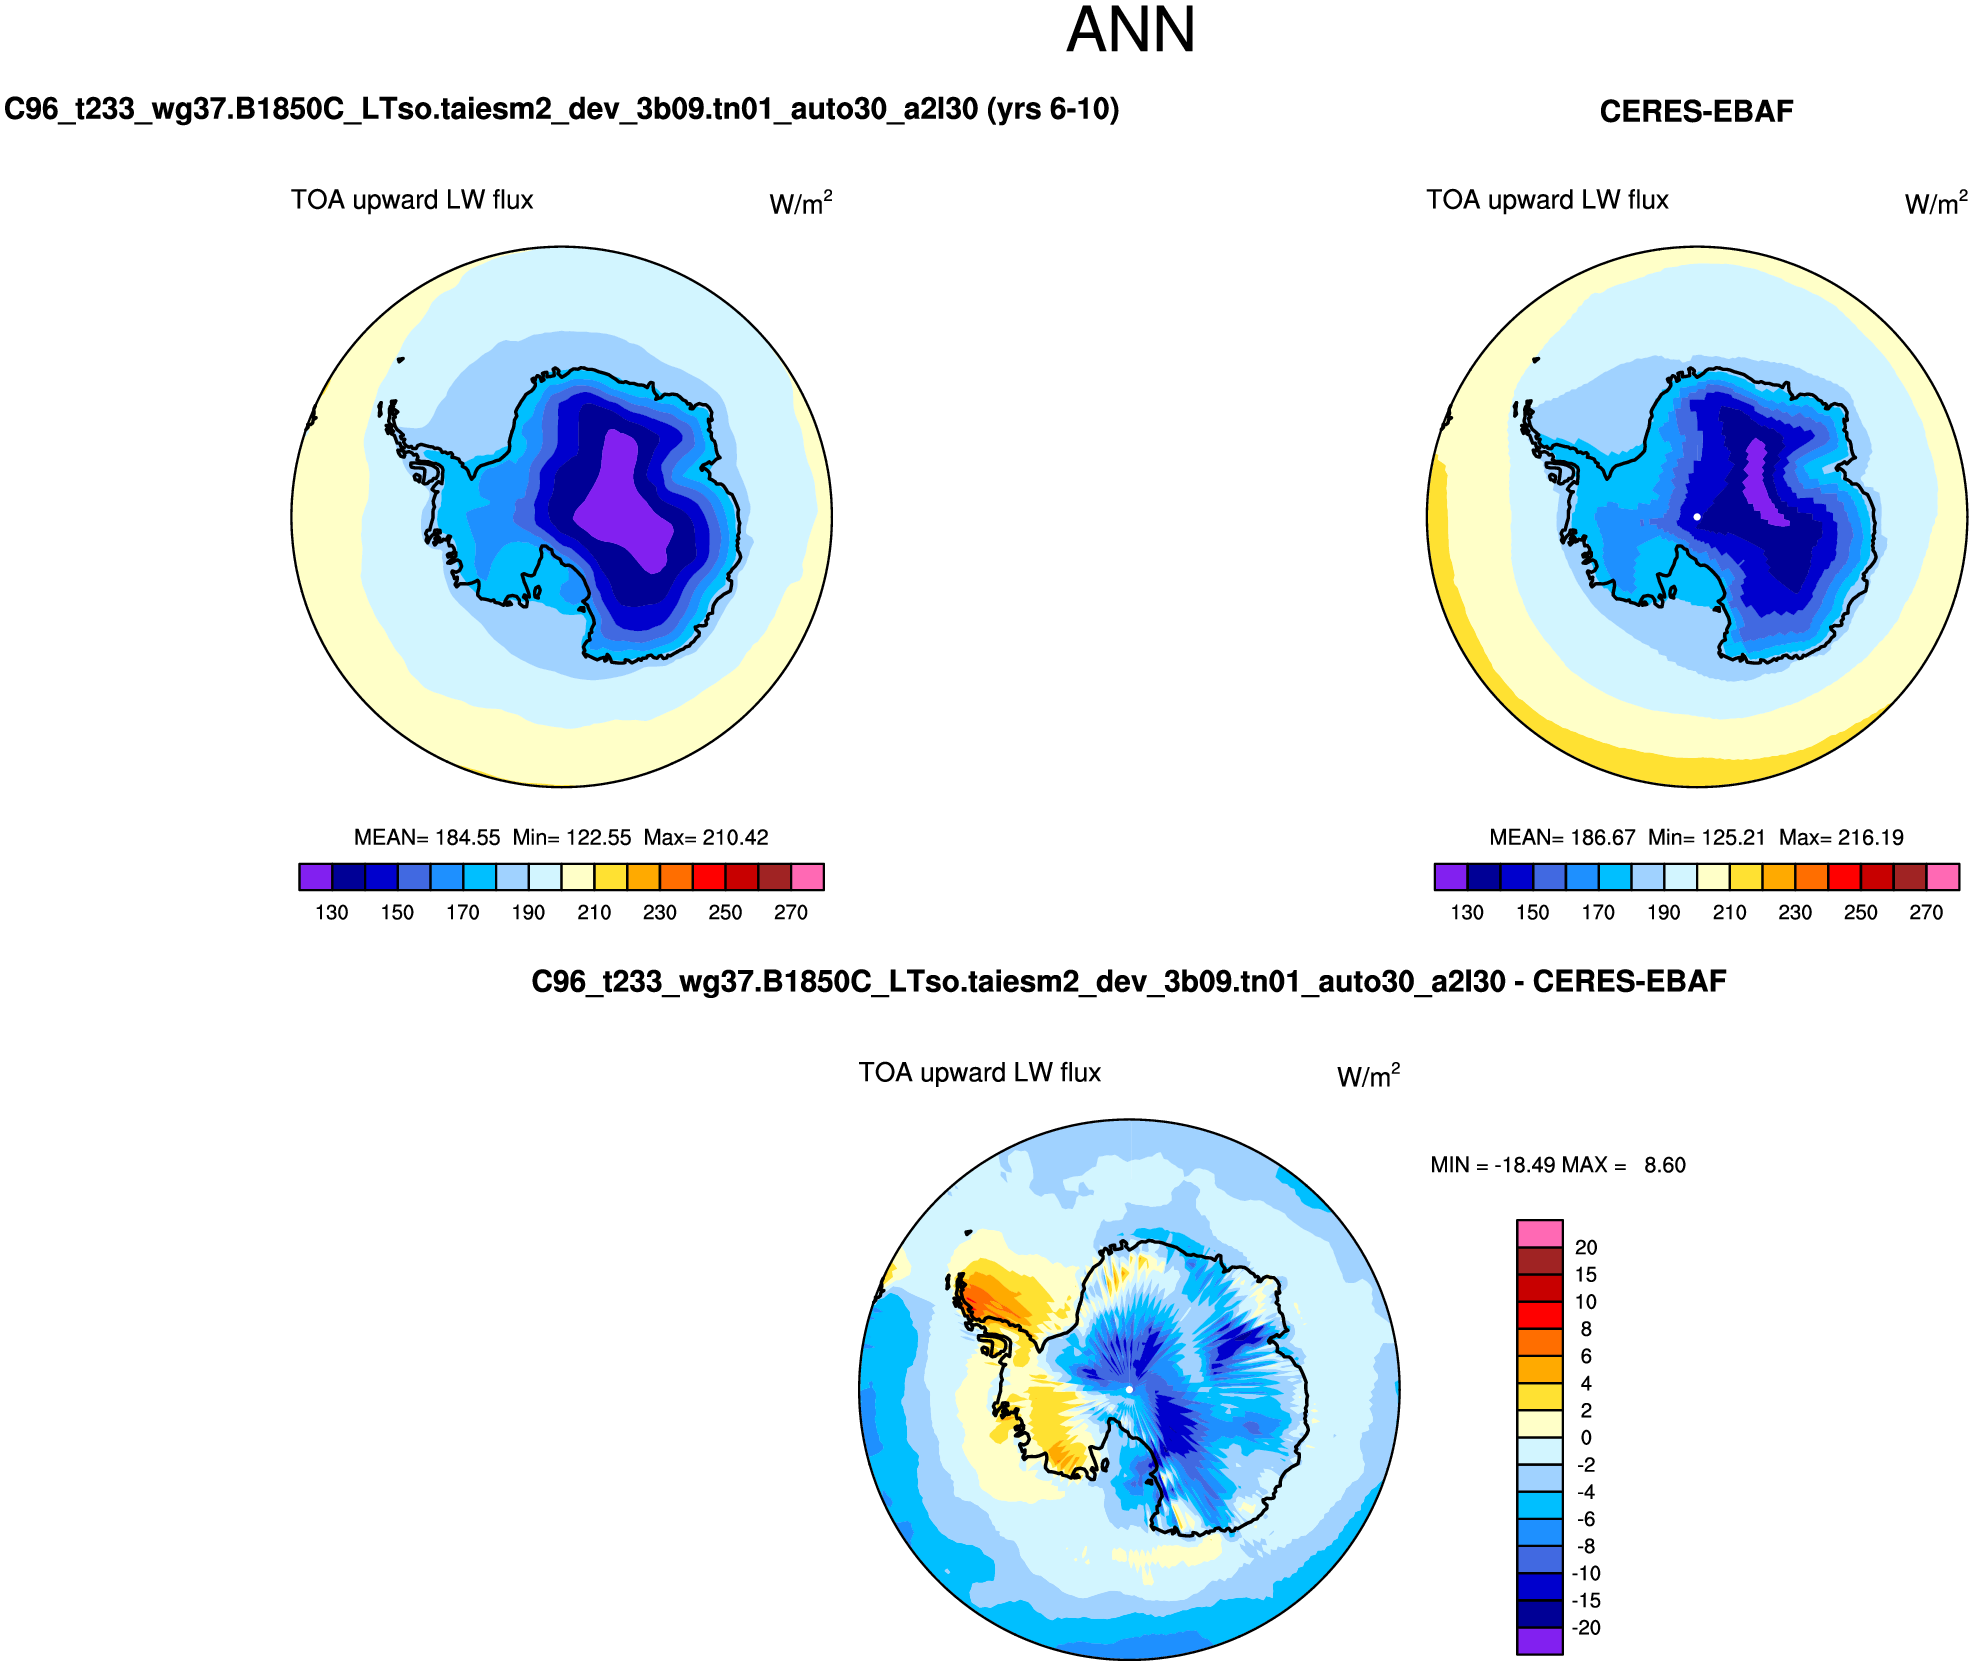 ANN
C96_t233_wg37.B1850C_LTso.taiesm2_dev_3b09.tn01_auto30_a2l30 (yrs 6-10)
CERES-EBAF
TOA upward LW flux W/m²
TOA upward LW flux W/m²
MEAN= 184.55 Min= 122.55 Max= 210.42
MEAN= 186.67 Min= 125.21 Max= 216.19
130 150 170 190 210 230 250 270
130 150 170 190 210 230 250 270
C96_t233_wg37.B1850C_LTso.taiesm2_dev_3b09.tn01_auto30_a2l30 - CERES-EBAF
TOA upward LW flux W/m²
MIN = -18.49 MAX = 8.60
20
15
10
8
6
4
2
0
-2
-4
-6
-8
-10
-15
-20